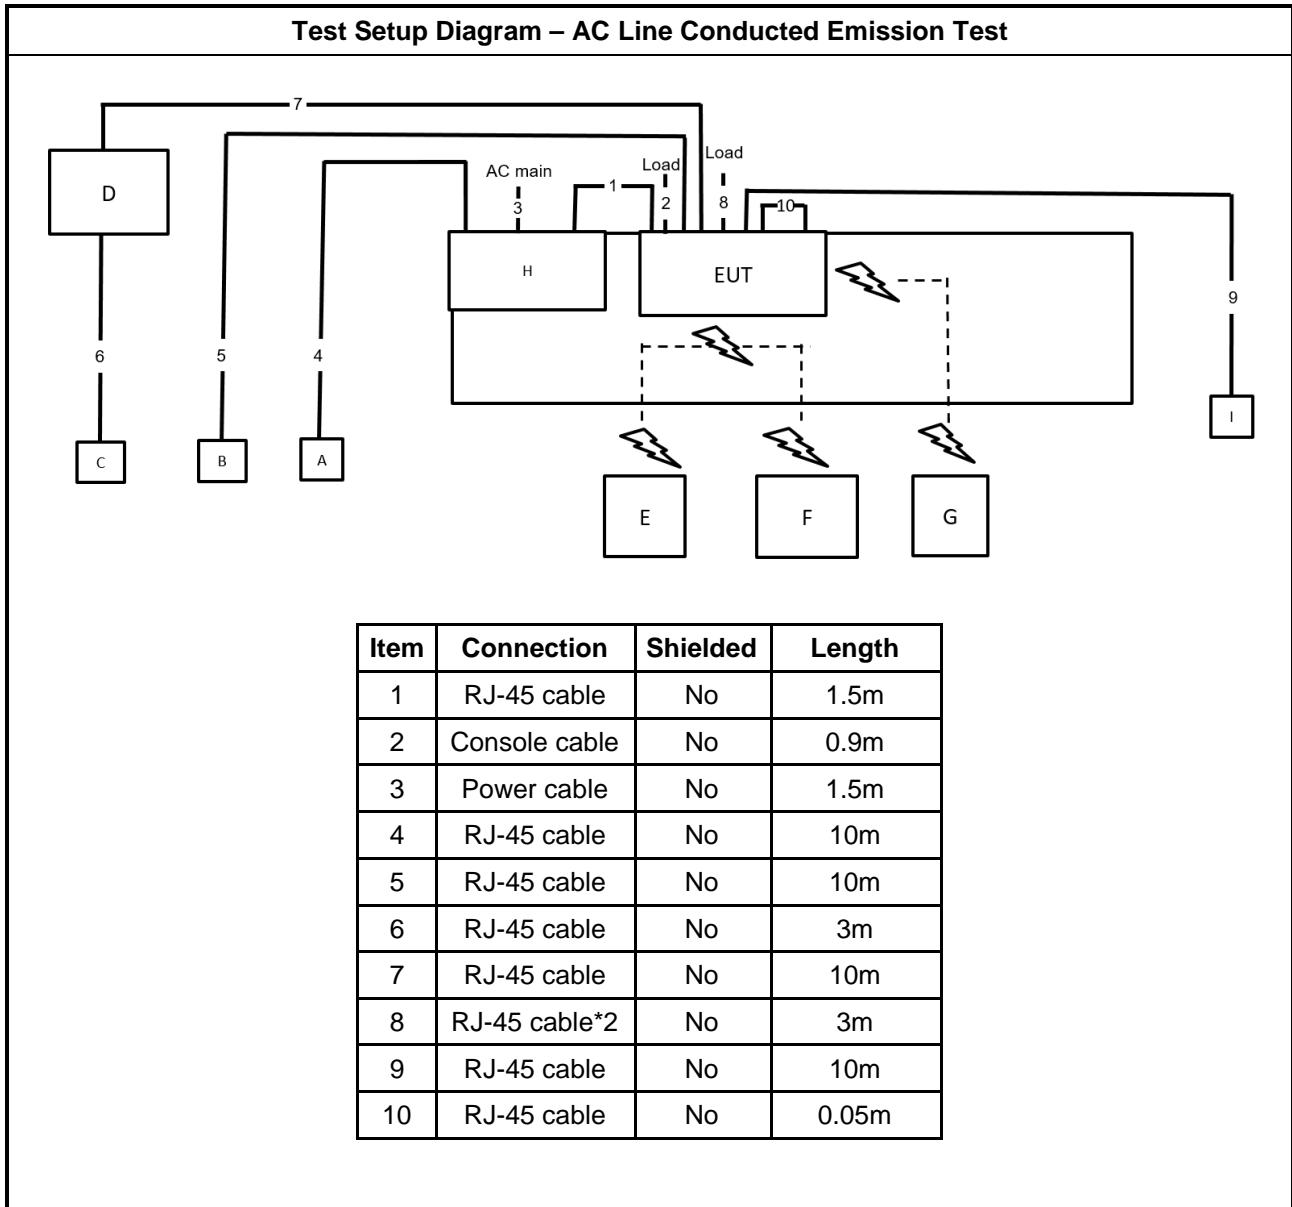 Test Setup Diagram – AC Line Conducted Emission Test
7
D
AC main
Load
Load
1
3
2
8
10
H
EUT
9
6
5
4
I
C
B
A
E
F
G
Item Connection Shielded Length
1 RJ-45 cable No 1.5m
2 Console cable No 0.9m
3 Power cable No 1.5m
4 RJ-45 cable No 10m
5 RJ-45 cable No 10m
6 RJ-45 cable No 3m
7 RJ-45 cable No 10m
8 RJ-45 cable*2 No 3m
9 RJ-45 cable No 10m
10 RJ-45 cable No 0.05m